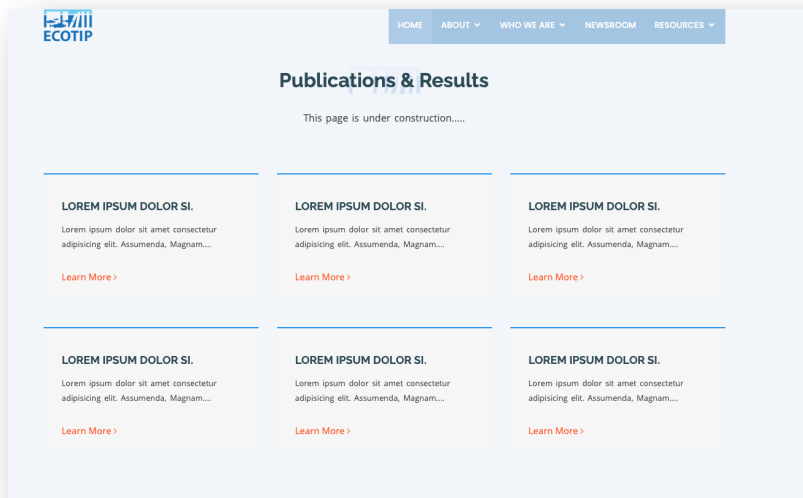 ECOTIP
HOME ABOUT WHO WE ARE NEWSROOM RESOURCES
Publications & Results
This page is under construction.....
LOREM IPSUM DOLOR SI.
Lorem ipsum dolor sit amet consectetur
adipisicing elit. Assumenda, Magnam....
Learn More >
LOREM IPSUM DOLOR SI.
Lorem ipsum dolor sit amet consectetur
adipisicing elit. Assumenda, Magnam....
Learn More >
LOREM IPSUM DOLOR SI.
Lorem ipsum dolor sit amet consectetur
adipisicing elit. Assumenda, Magnam....
Learn More >
LOREM IPSUM DOLOR SI.
Lorem ipsum dolor sit amet consectetur
adipisicing elit. Assumenda, Magnam....
Learn More >
LOREM IPSUM DOLOR SI.
Lorem ipsum dolor sit amet consectetur
adipisicing elit. Assumenda, Magnam....
Learn More >
LOREM IPSUM DOLOR SI.
Lorem ipsum dolor sit amet consectetur
adipisicing elit. Assumenda, Magnam....
Learn More >